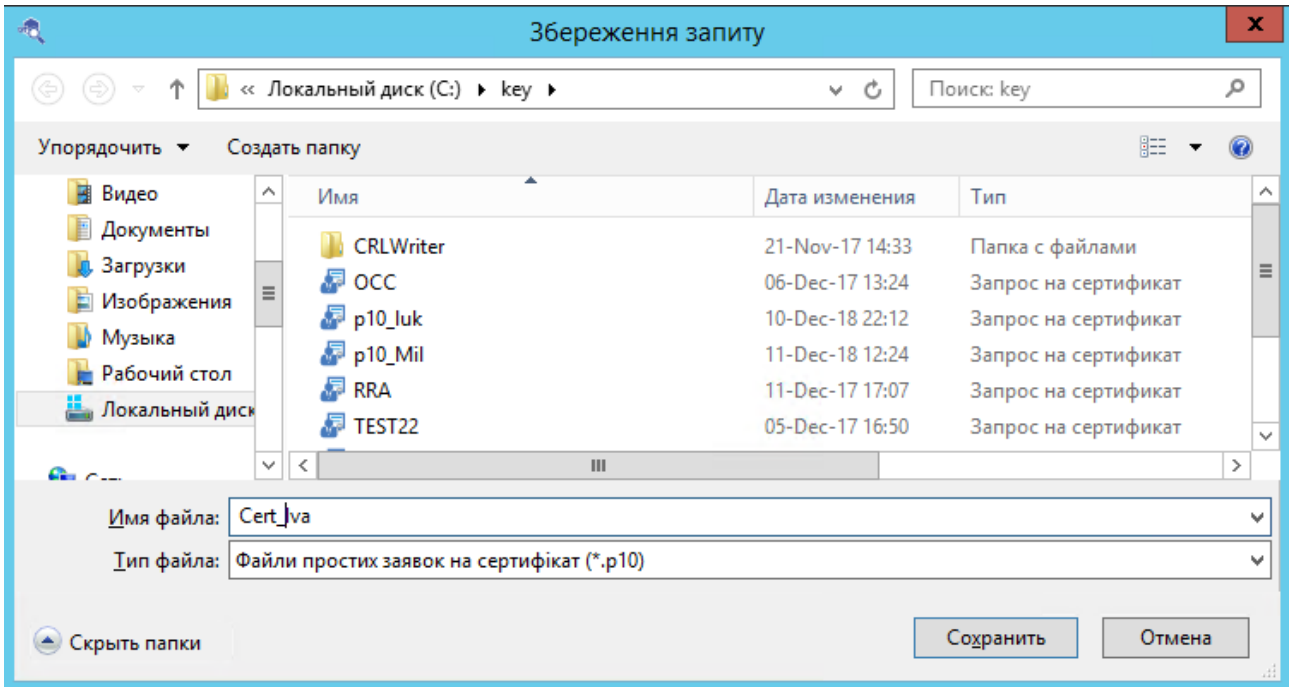 Збереження запиту
x
« Локальный диск (C:) key
Поиск: key
Упорядочить Создать папку
Видео
Документы
Загрузки
Изображения
Музыка
Рабочий стол
Локальный диск
Имя Дата изменения Тип
CRLWriter 21-Nov-17 14:33 Папка с файлами
OCC 06-Dec-17 13:24 Запрос на сертификат
p10_luk 10-Dec-18 22:12 Запрос на сертификат
p10_Mil 11-Dec-18 12:24 Запрос на сертификат
RRA 11-Dec-17 17:07 Запрос на сертификат
TEST22 05-Dec-17 16:50 Запрос на сертификат
Имя файла: Cert_Iva
Тип файла: Файли простих заявок на сертифікат (*.p10)
Скрыть папки
Сохранить Отмена